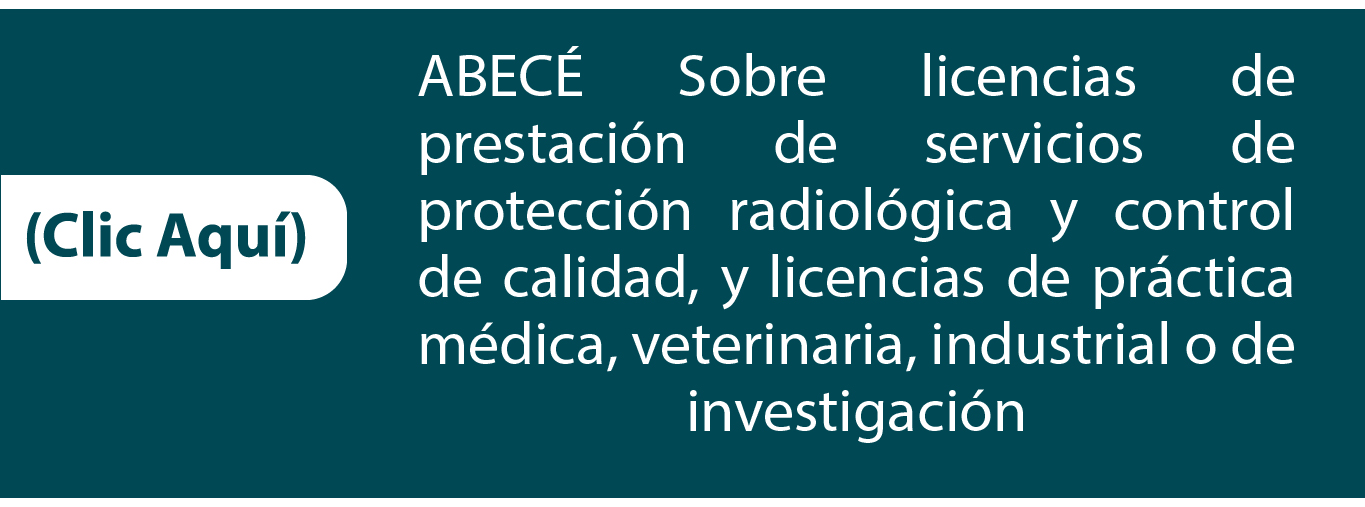 (Clic Aquí)
ABECÉ Sobre licencias de
prestación de servicios de
protección radiológica y control
de calidad, y licencias de práctica
médica, veterinaria, industrial o de
investigación